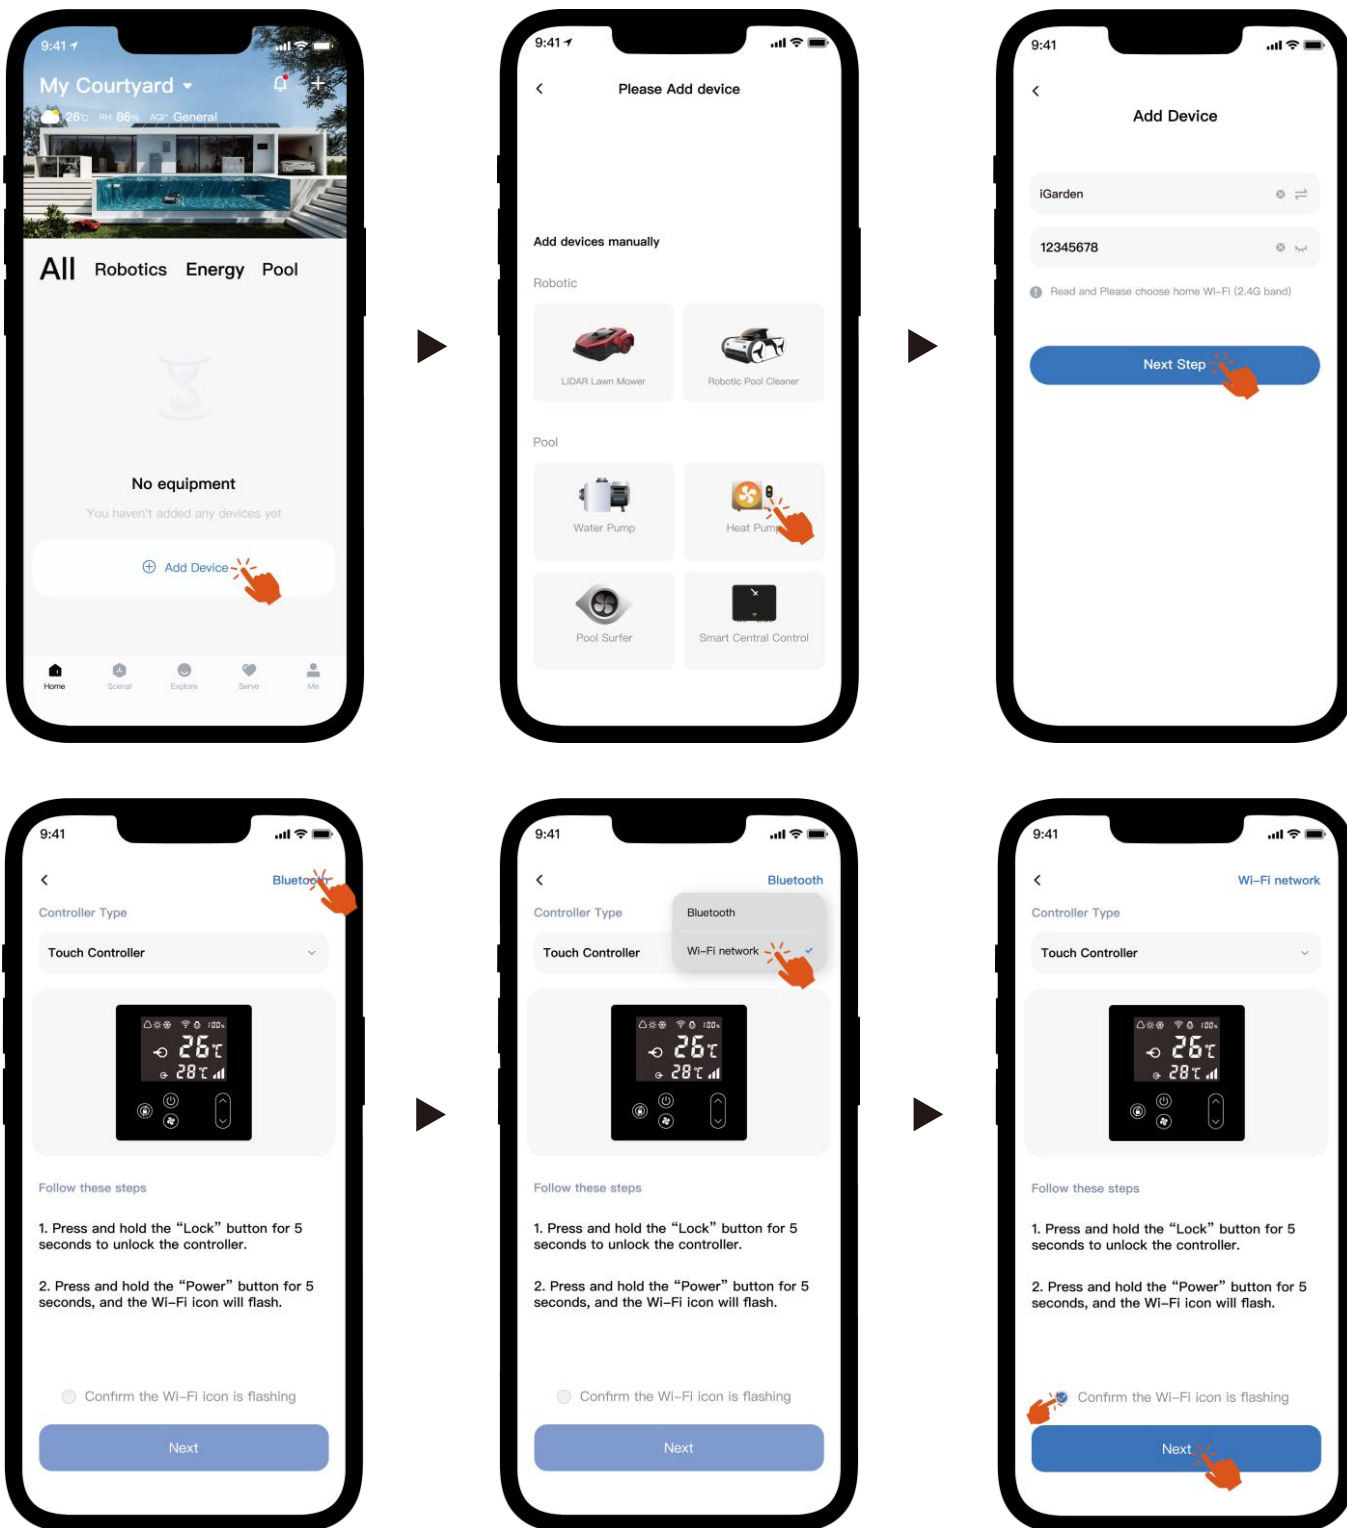 9:41
My Courtyard
26°C RH 86% AQI* General
All Robotics Energy Pool
No equipment
You haven't added any devices yet
Add Device
Home Scenal Explore Serve Me
9:41
Please Add device
Add devices manually
Robotic
LIDAR Lawn Mower Robotic Pool Cleaner
Pool
Water Pump Heat Pump
Pool Surfer Smart Central Control
9:41
Add Device
iGarden
12345678
Read and Please choose home Wi-Fi (2.4G band)
Next Step
9:41
Bluetooth
Controller Type
Touch Controller
100%
26°C
28°C
Follow these steps
1. Press and hold the “Lock” button for 5
seconds to unlock the controller.
2. Press and hold the “Power” button for 5
seconds, and the Wi-Fi icon will flash.
Confirm the Wi-Fi icon is flashing
Next
9:41
Bluetooth
Controller Type
Bluetooth
Touch Controller
Wi-Fi network
100%
26°C
28°C
Follow these steps
1. Press and hold the “Lock” button for 5
seconds to unlock the controller.
2. Press and hold the “Power” button for 5
seconds, and the Wi-Fi icon will flash.
Confirm the Wi-Fi icon is flashing
Next
9:41
Wi-Fi network
Controller Type
Touch Controller
100%
26°C
28°C
Follow these steps
1. Press and hold the “Lock” button for 5
seconds to unlock the controller.
2. Press and hold the “Power” button for 5
seconds, and the Wi-Fi icon will flash.
Confirm the Wi-Fi icon is flashing
Next